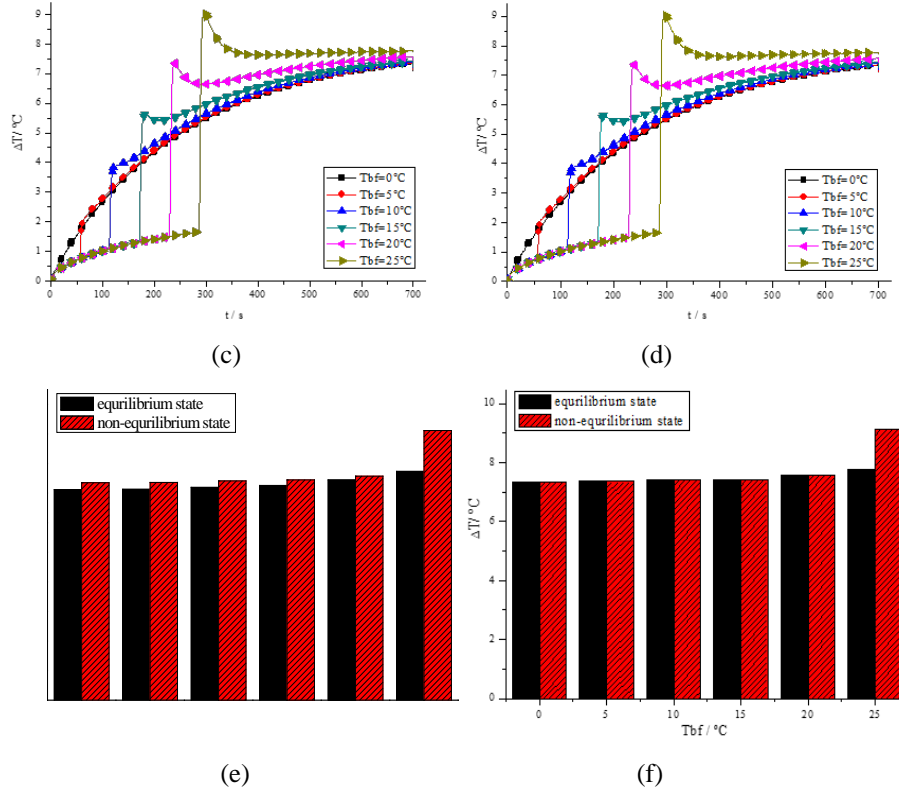 9
8
7
6
5
4
3
2
1
0
ΔT/ °C
Tbf=0°C
Tbf=5°C
Tbf=10°C
Tbf=15°C
Tbf=20°C
Tbf=25°C
0 100 200 300 400 500 600 700
t / s
(c)
9
8
7
6
5
4
3
2
1
0
ΔT/ °C
Tbf=0°C
Tbf=5°C
Tbf=10°C
Tbf=15°C
Tbf=20°C
Tbf=25°C
0 100 200 300 400 500 600 700
t / s
(d)
equrilibrium state
non-equrilibrium state
(e)
10
8
6
4
2
0
ΔT/ °C
equrilibrium state
non-equrilibrium state
0 5 10 15 20 25
Tbf / °C
(f)